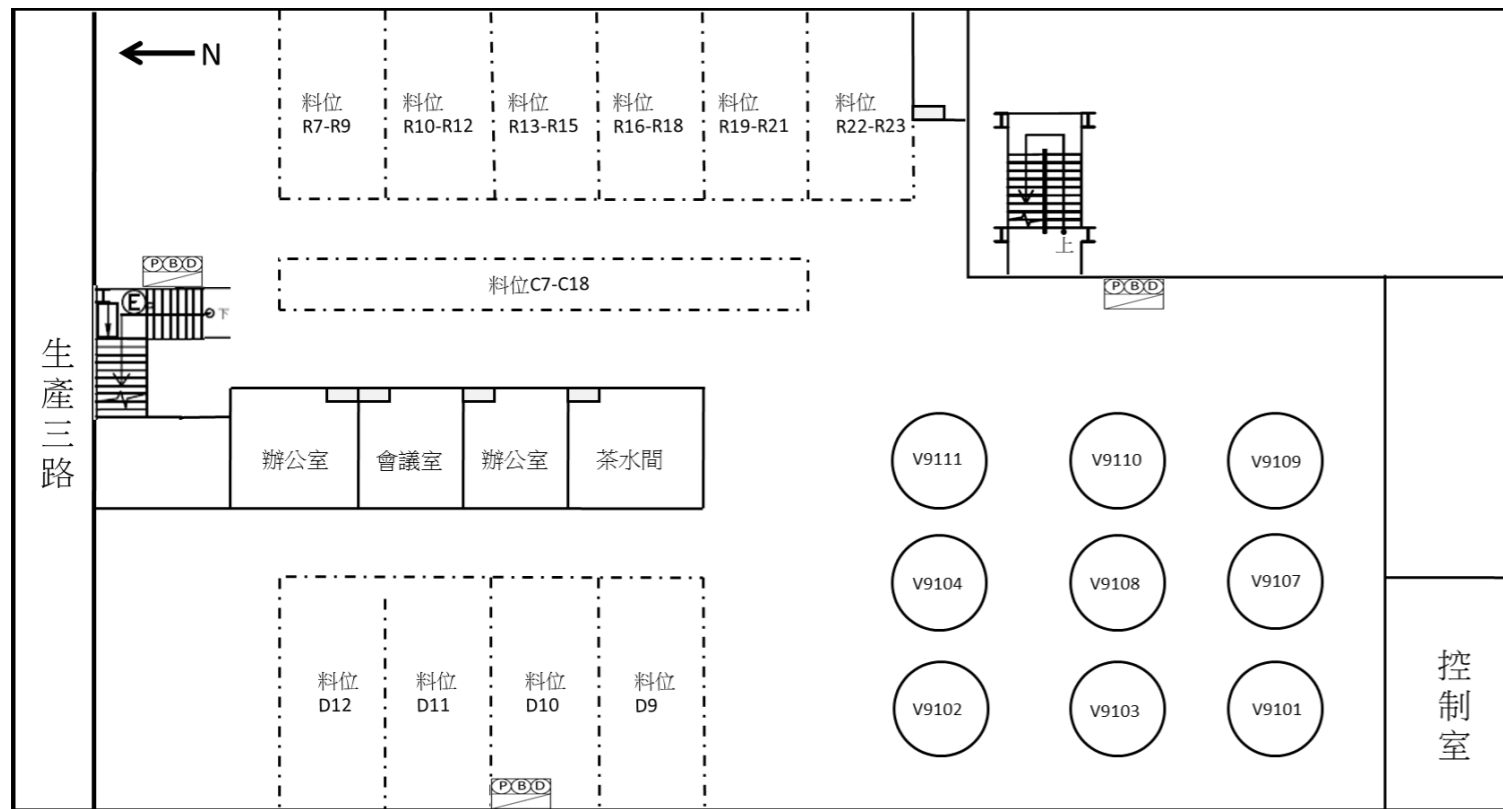 N
料位
R7-R9
料位
R10-R12
料位
R13-R15
料位
R16-R18
料位
R19-R21
料位
R22-R23
上
PBD
料位C7-C18
PBD
E
下
生產三路
辦公室
會議室
辦公室
茶水間
V9111
V9110
V9109
V9104
V9108
V9107
料位
D12
料位
D11
料位
D10
料位
D9
V9102
V9103
V9101
控制室
PBD